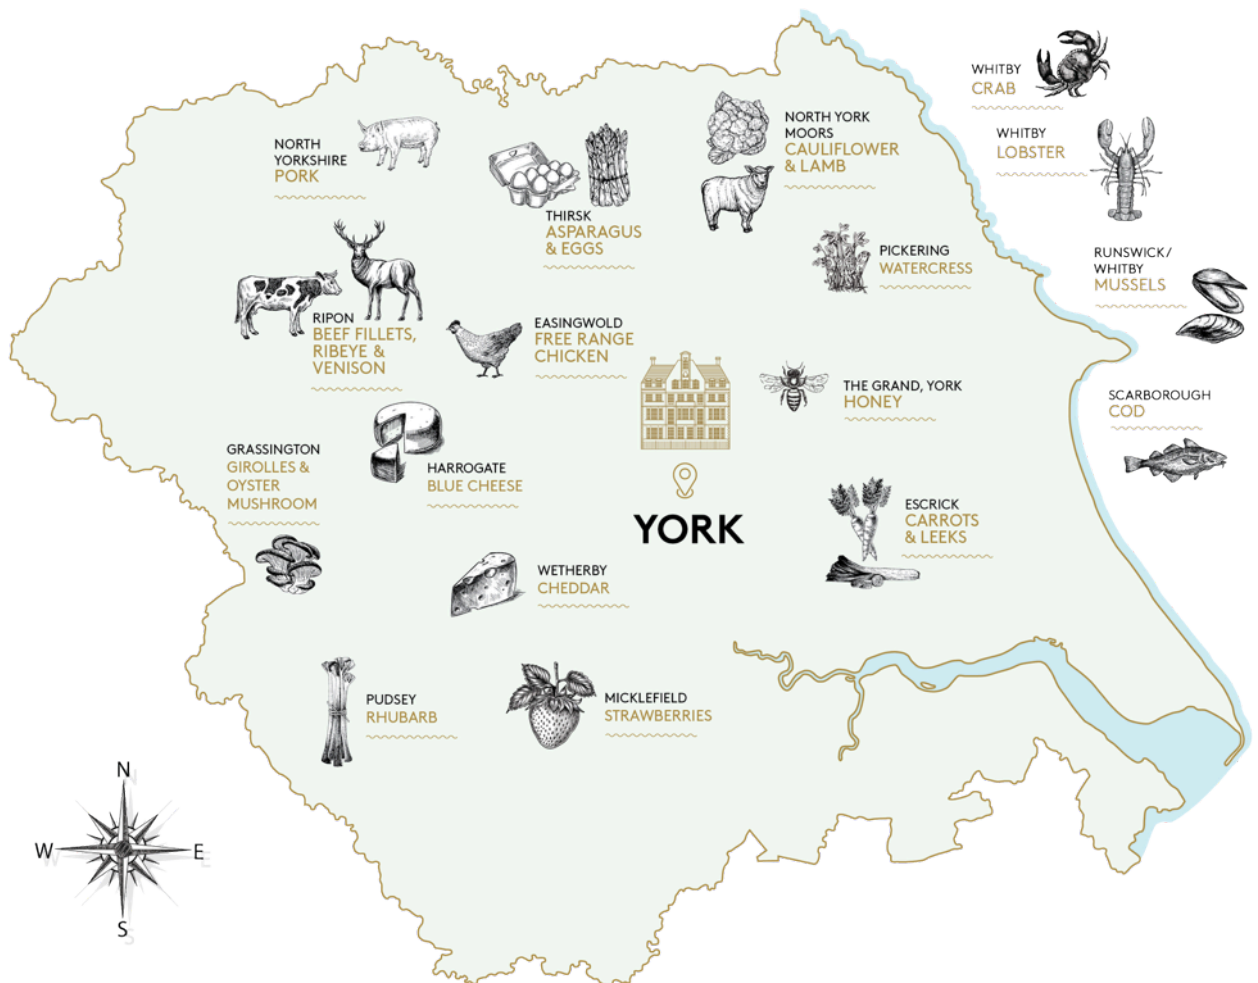 WHITBY
CRAB
WHITBY
LOBSTER
NORTH YORK
MOORS
CAULIFLOWER
& LAMB
NORTH
YORKSHIRE
PORK
THIRSK
ASPARAGUS
& EGGS
PICKERING
WATERCRESS
RUNSWICK/
WHITBY
MUSSELS
RIPON
BEEF FILLETS,
RIBEYE &
VENISON
EASINGWOLD
FREE RANGE
CHICKEN
THE GRAND, YORK
HONEY
SCARBOROUGH
COD
GRASSINGTON
GIROLLES &
OYSTER
MUSHROOM
HARROGATE
BLUE CHEESE
YORK
ESCRICK
CARROTS
& LEEKS
WETHERBY
CHEDDAR
PUDSEY
RHUBARB
MICKLEFIELD
STRAWBERRIES
N
W
E
S